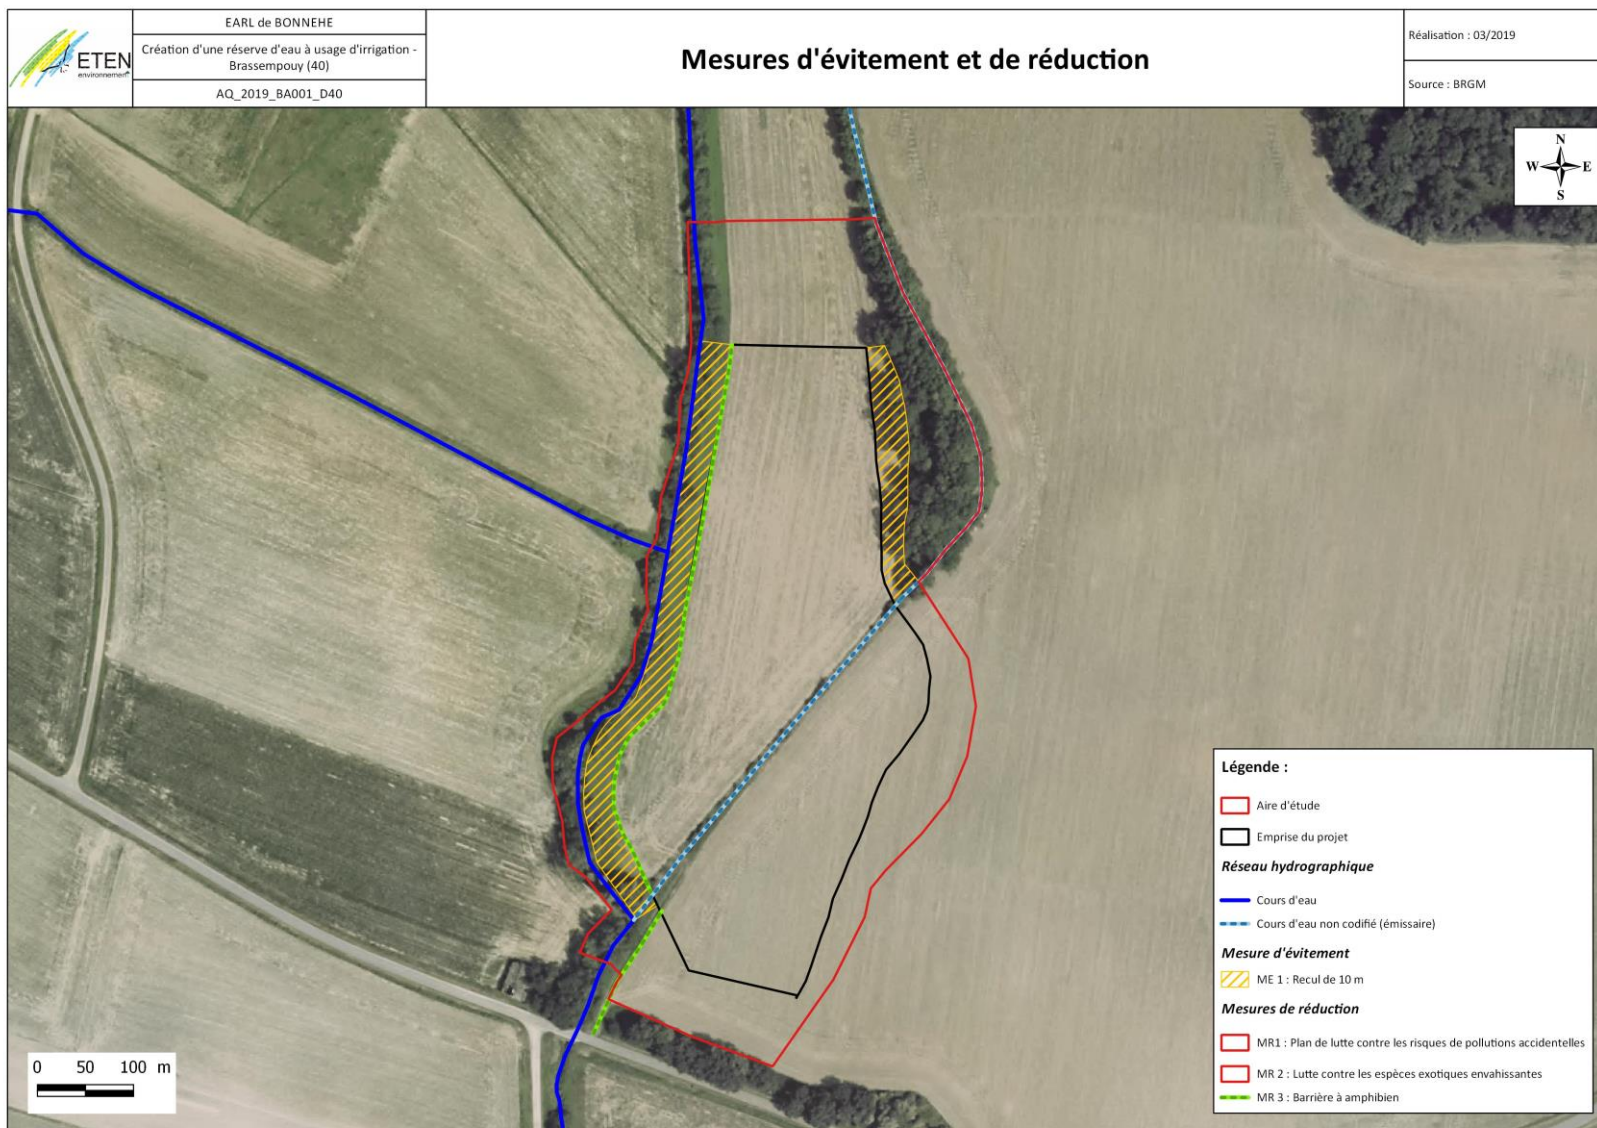 ETEN
environnement
EARL de BONNEHE
Création d'une réserve d'eau à usage d'irrigation -
Brassempouy (40)
AQ_2019_BA001_D40
Mesures d'évitement et de réduction
Réalisation : 03/2019
Source : BRGM
N
W E
S
Légende :
Aire d'étude
Emprise du projet
Réseau hydrographique
Cours d'eau
Cours d'eau non codifié (émissaire)
Mesure d'évitement
ME 1 : Recul de 10 m
Mesures de réduction
MR1 : Plan de lutte contre les risques de pollutions accidentelles
MR 2 : Lutte contre les espèces exotiques envahissantes
MR 3 : Barrière à amphibien
0 50 100 m